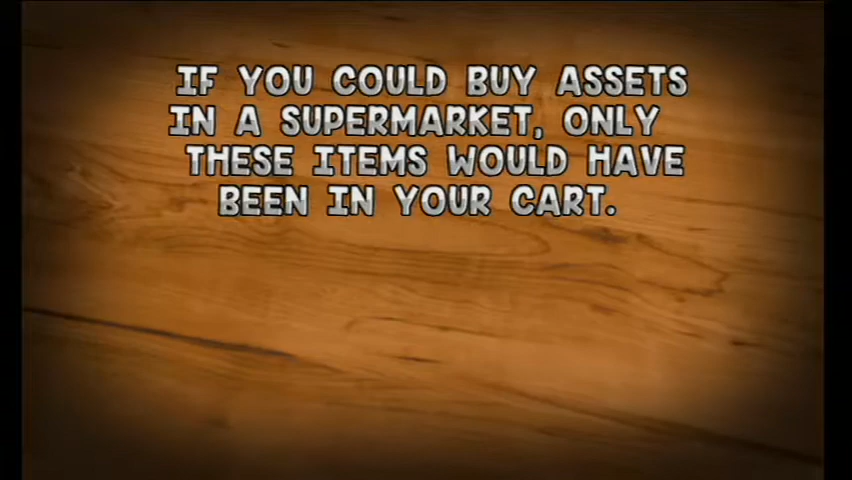 IF YOU COULD BUY ASSETS
IN A SUPERMARKET, ONLY
THESE ITEMS WOULD HAVE
BEEN IN YOUR CART.